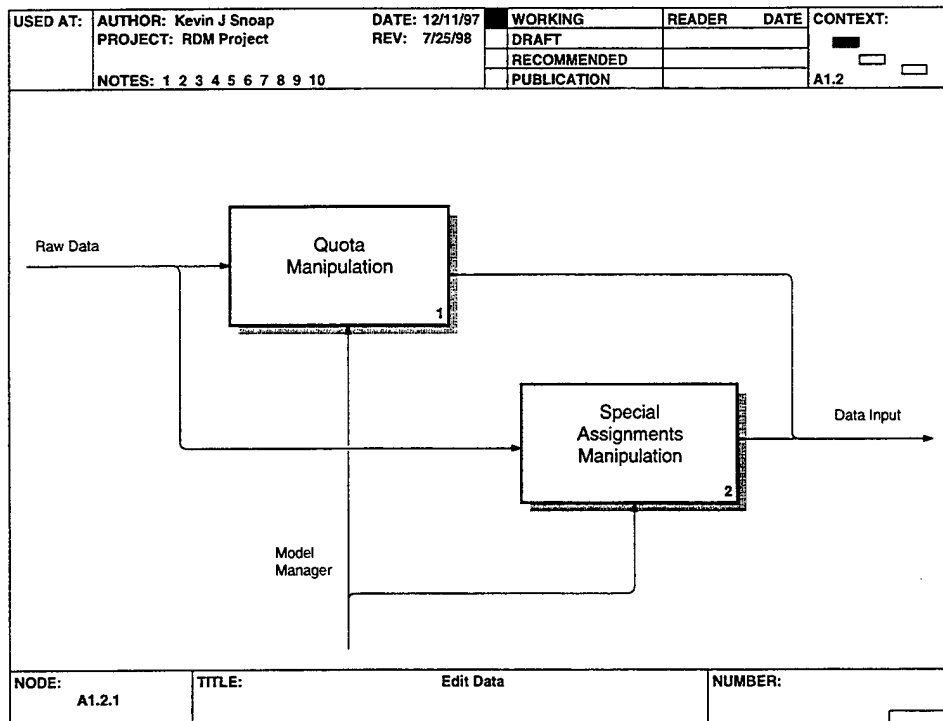 USED AT:
AUTHOR: Kevin J Snoap
DATE: 12/11/97
PROJECT: RDM Project
REV: 7/25/98
NOTES: 1 2 3 4 5 6 7 8 9 10
WORKING
DRAFT
RECOMMENDED
PUBLICATION
READER DATE
CONTEXT:
A1.2
Raw Data
Quota
Manipulation
1
Special
Assignments
Manipulation
2
Data Input
Model
Manager
NODE:
A1.2.1
TITLE:
Edit Data
NUMBER: